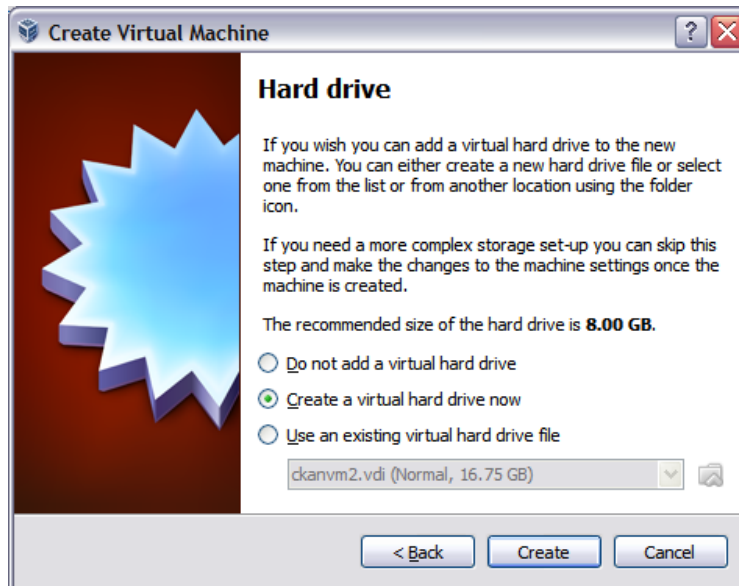 Create Virtual Machine
Hard drive
If you wish you can add a virtual hard drive to the new
machine. You can either create a new hard drive file or select
one from the list or from another location using the folder
icon.
If you need a more complex storage set-up you can skip this
step and make the changes to the machine settings once the
machine is created.
The recommended size of the hard drive is 8.00 GB.
Do not add a virtual hard drive
Create a virtual hard drive now
Use an existing virtual hard drive file
ckanvm2.vdi (Normal, 16.75 GB)
< Back Create Cancel